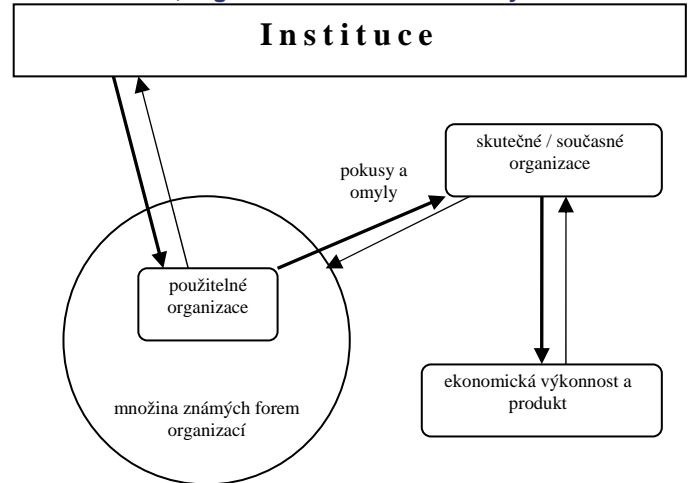 Instituce
skutečné / současné
organizace
pokusy a
omyly
použitelné
organizace
ekonomická výkonnost a
produkt
množina známých forem
organizací